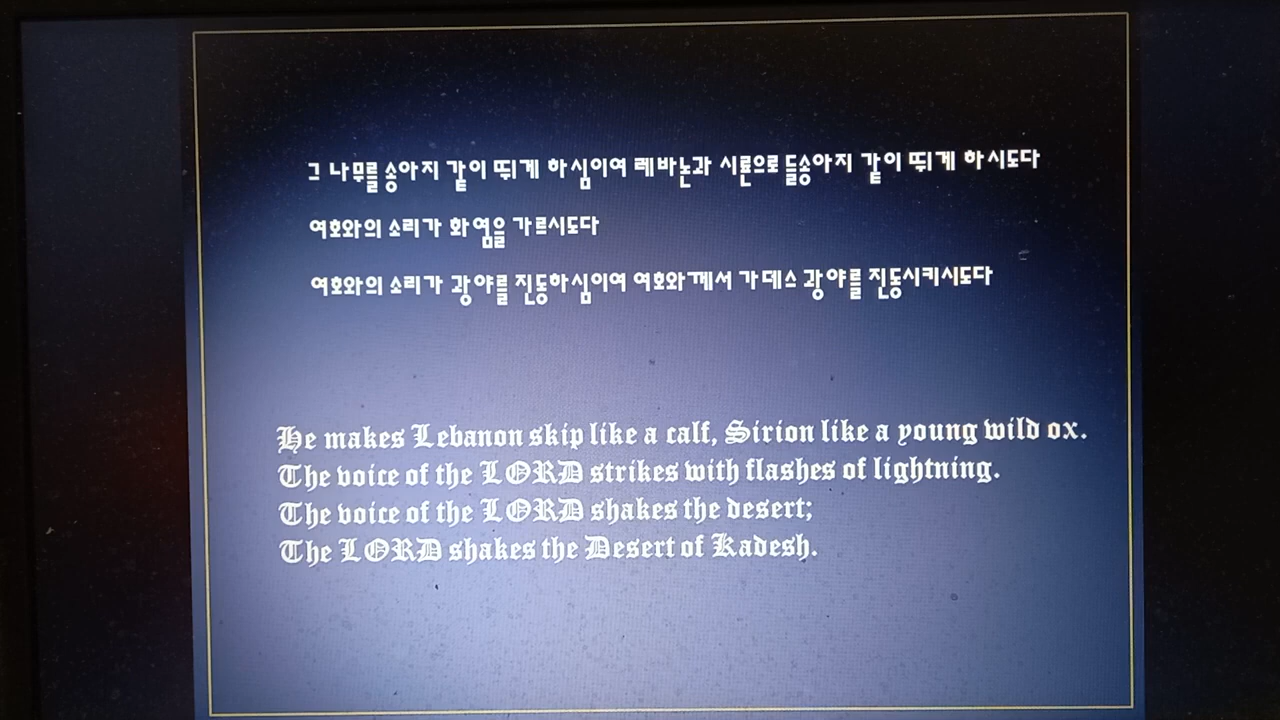 그 나무를 송아지 같이 뛰게 하심이여 레바논과 시룐으로 들송아지 같이 뛰게 하시도다
여호와의 소리가 화염을 가르시도다
여호와의 소리가 광야를 진동하심이여 여호와께서 가데스 광야를 진동시키시도다
He makes Lebanon skip like a calf, Sirion like a young wild ox.
The voice of the LORD strikes with flashes of lightning.
The voice of the LORD shakes the desert;
The LORD shakes the Desert of Kadesh.